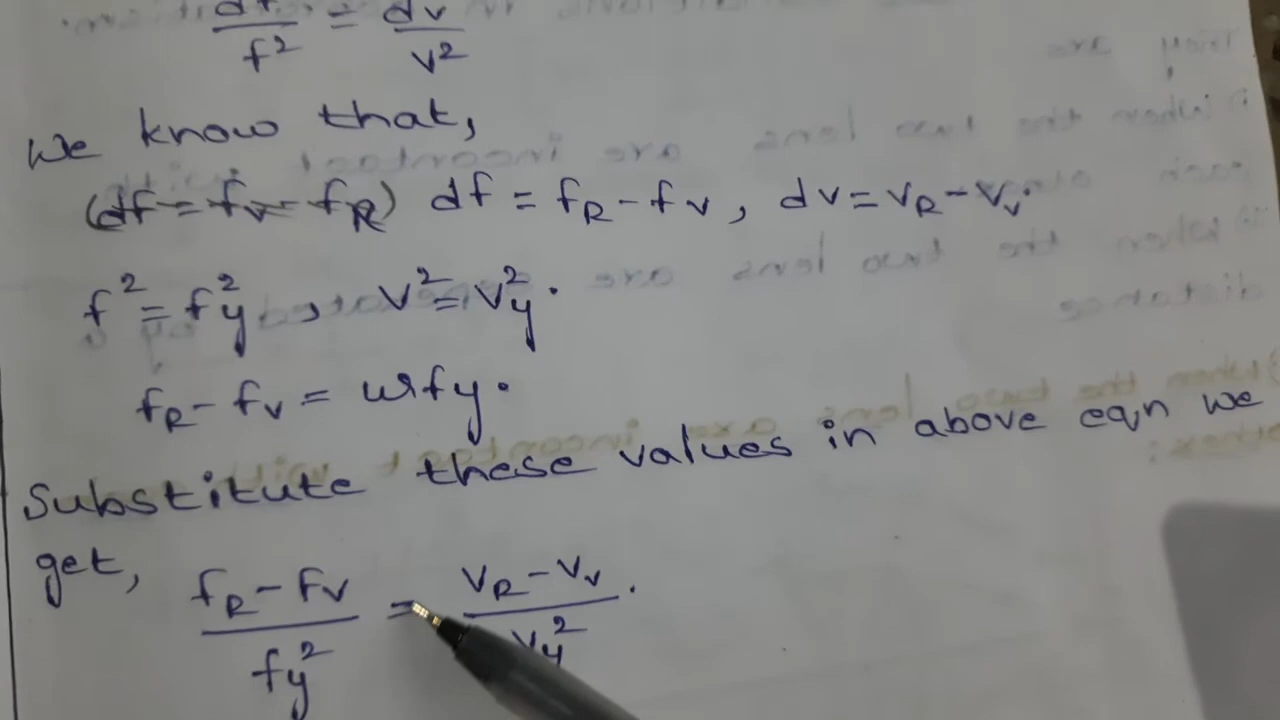 df/f² = dv/v²
We know that,
(df = fv - fR) df = fR - fv, dv = vR - vv.
f² = fy², v² = vy².
fR - fv = wfy.
Substitute these values in above eqn we
get, (fR - fv)/fy² = (vR - vv)/vy².